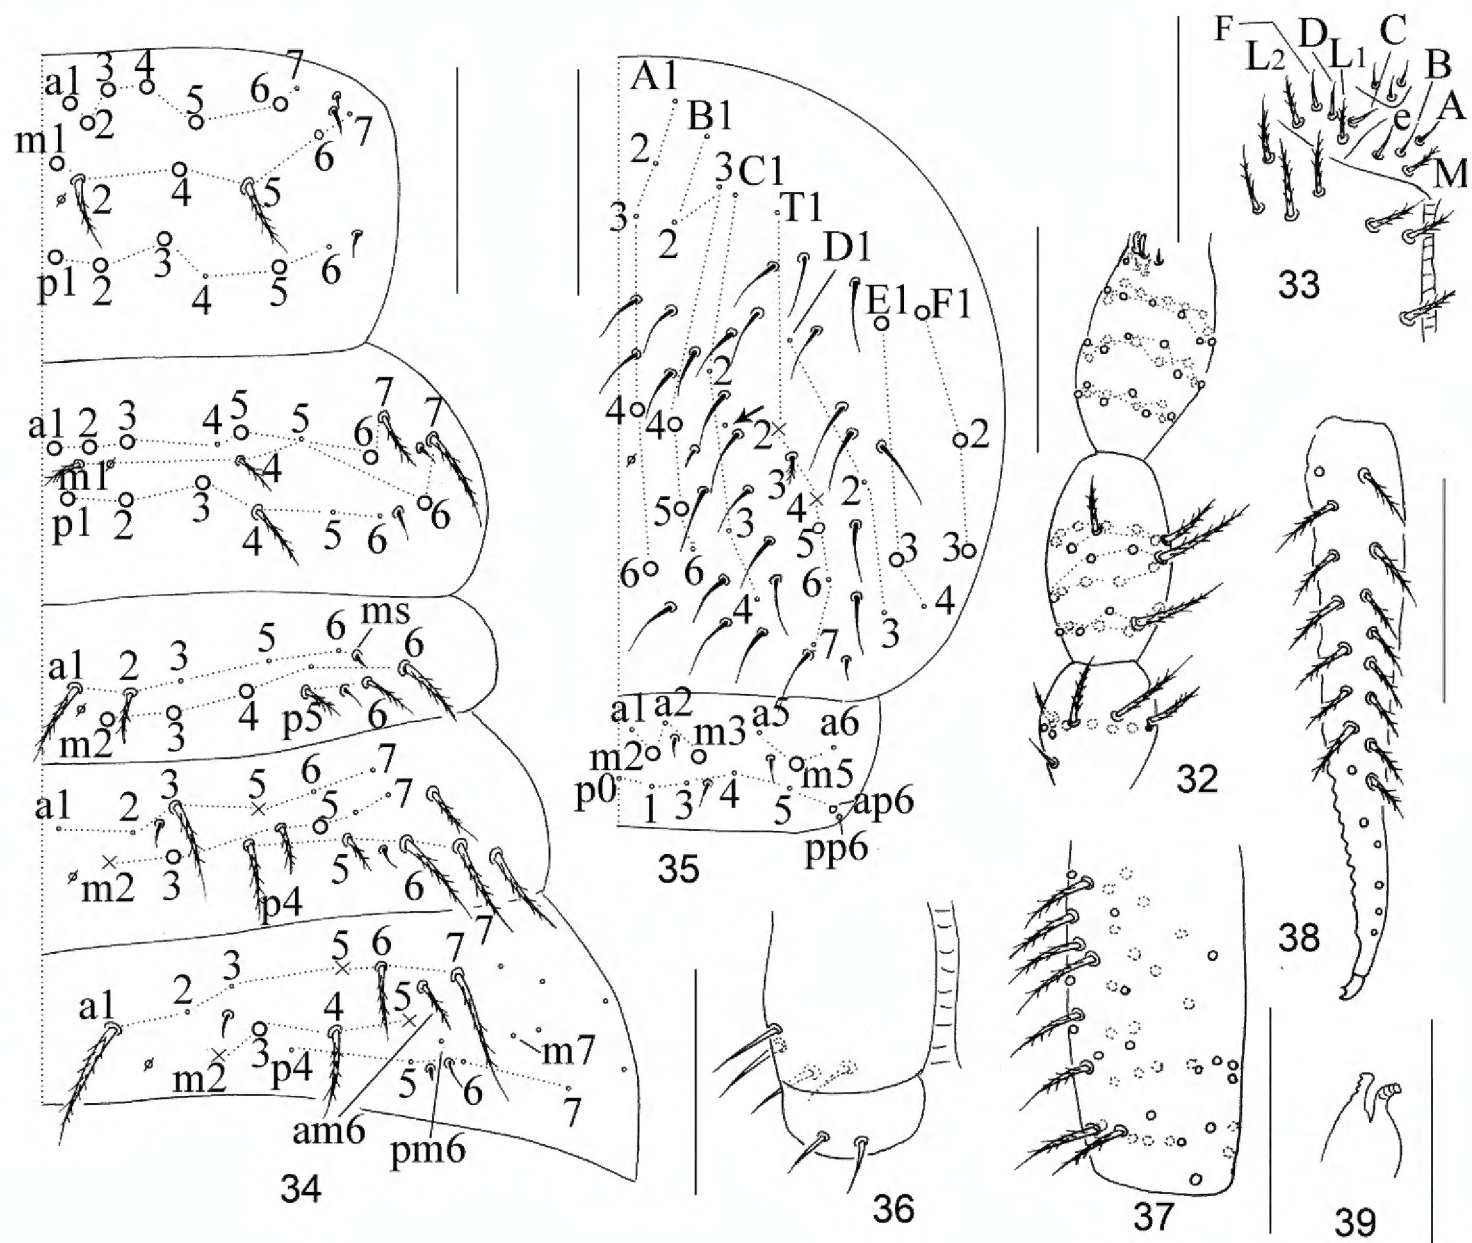 a1 2 3 4 5 6 7
m1 2 4 5 6 7
p1 2 3 4 5 6
a1 2 3 4 5 5 6 7 7
m1 4
p1 2 3 4 5 6 6
a1 2 3 5 6 ms 6
m2 3 4 p5 6
a1 2 3 5 6 7
m2 3 p4 5 5 6 7 7 7
a1 2 3 5 6 7
m2 3 p4 4 5 5 6 m7 7
am6 pm6
34
A1 B1 C1 T1 D1 E1 F1
2 3 2 3
4 4 2 2 2
5 3 3 4 2 5 3 3
6 6 4 6 7 3 4
a1 a2 m3 a5 a6
m2 m5
p0 1 3 4 5 ap6
pp6
35
F D C
L2 L1 B
e A
M
33
32
38
36
37
39